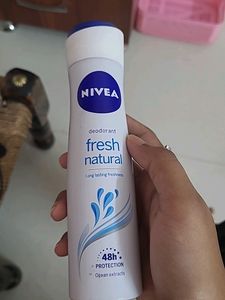 NIVEA
deodorant
fresh
natural
Long lasting freshness
48h
PROTECTION
Ocean extracts